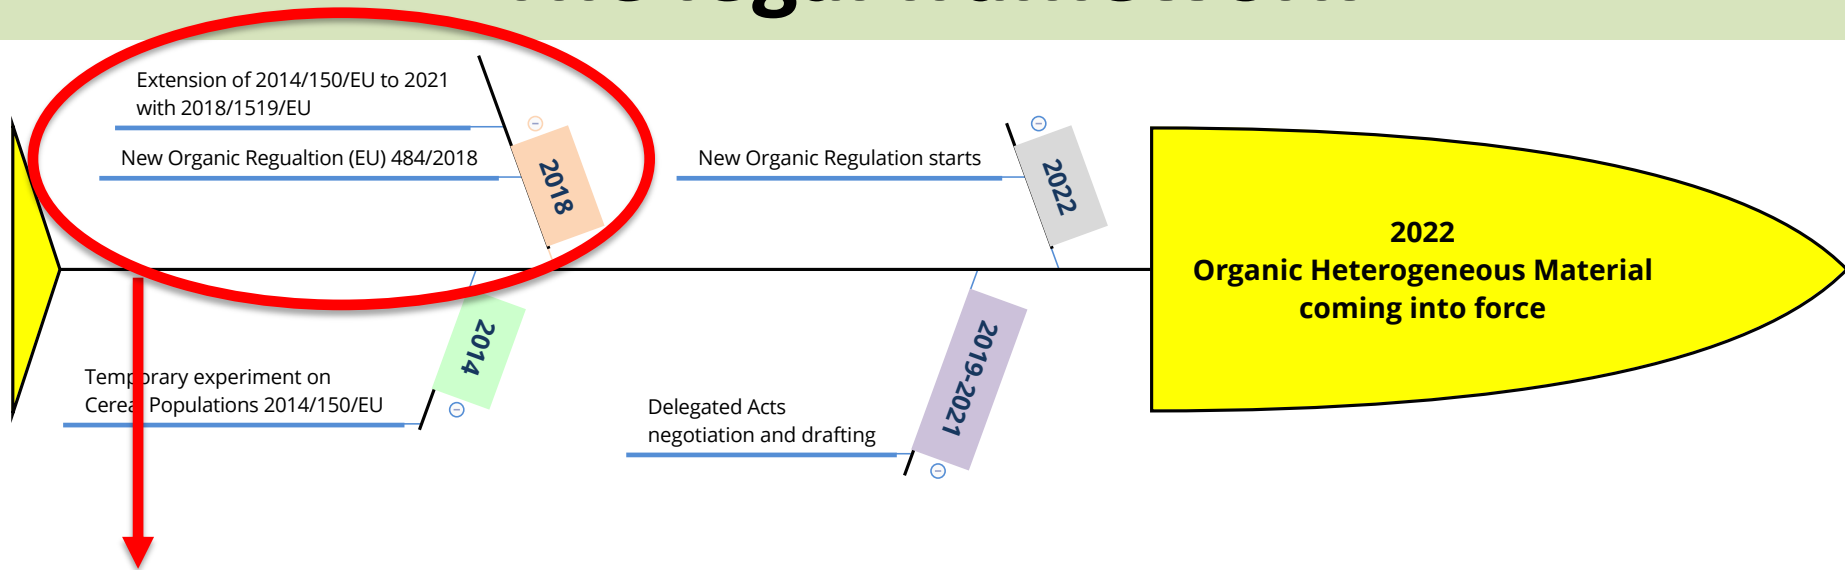 Extension of 2014/150/EU to 2021
with 2018/1519/EU
New Organic Regualtion (EU) 484/2018
2018
New Organic Regulation starts
2022
2022
Organic Heterogeneous Material
coming into force
2014
Temporary experiment on
Cereal Populations 2014/150/EU
2019-2021
Delegated Acts
negotiation and drafting